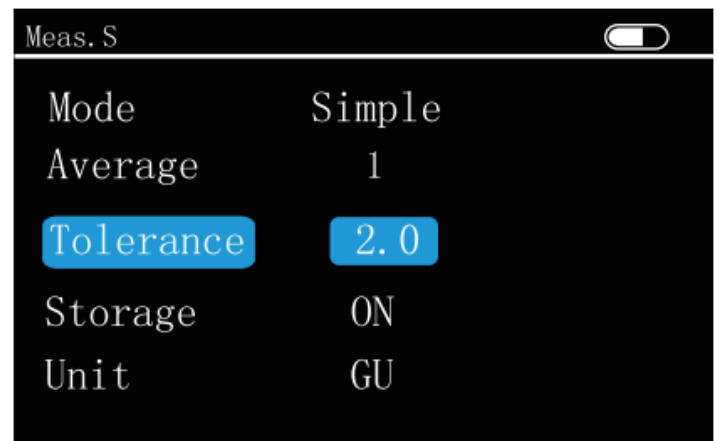 Meas.S
Mode Simple
Average 1
Tolerance 2.0
Storage ON
Unit GU